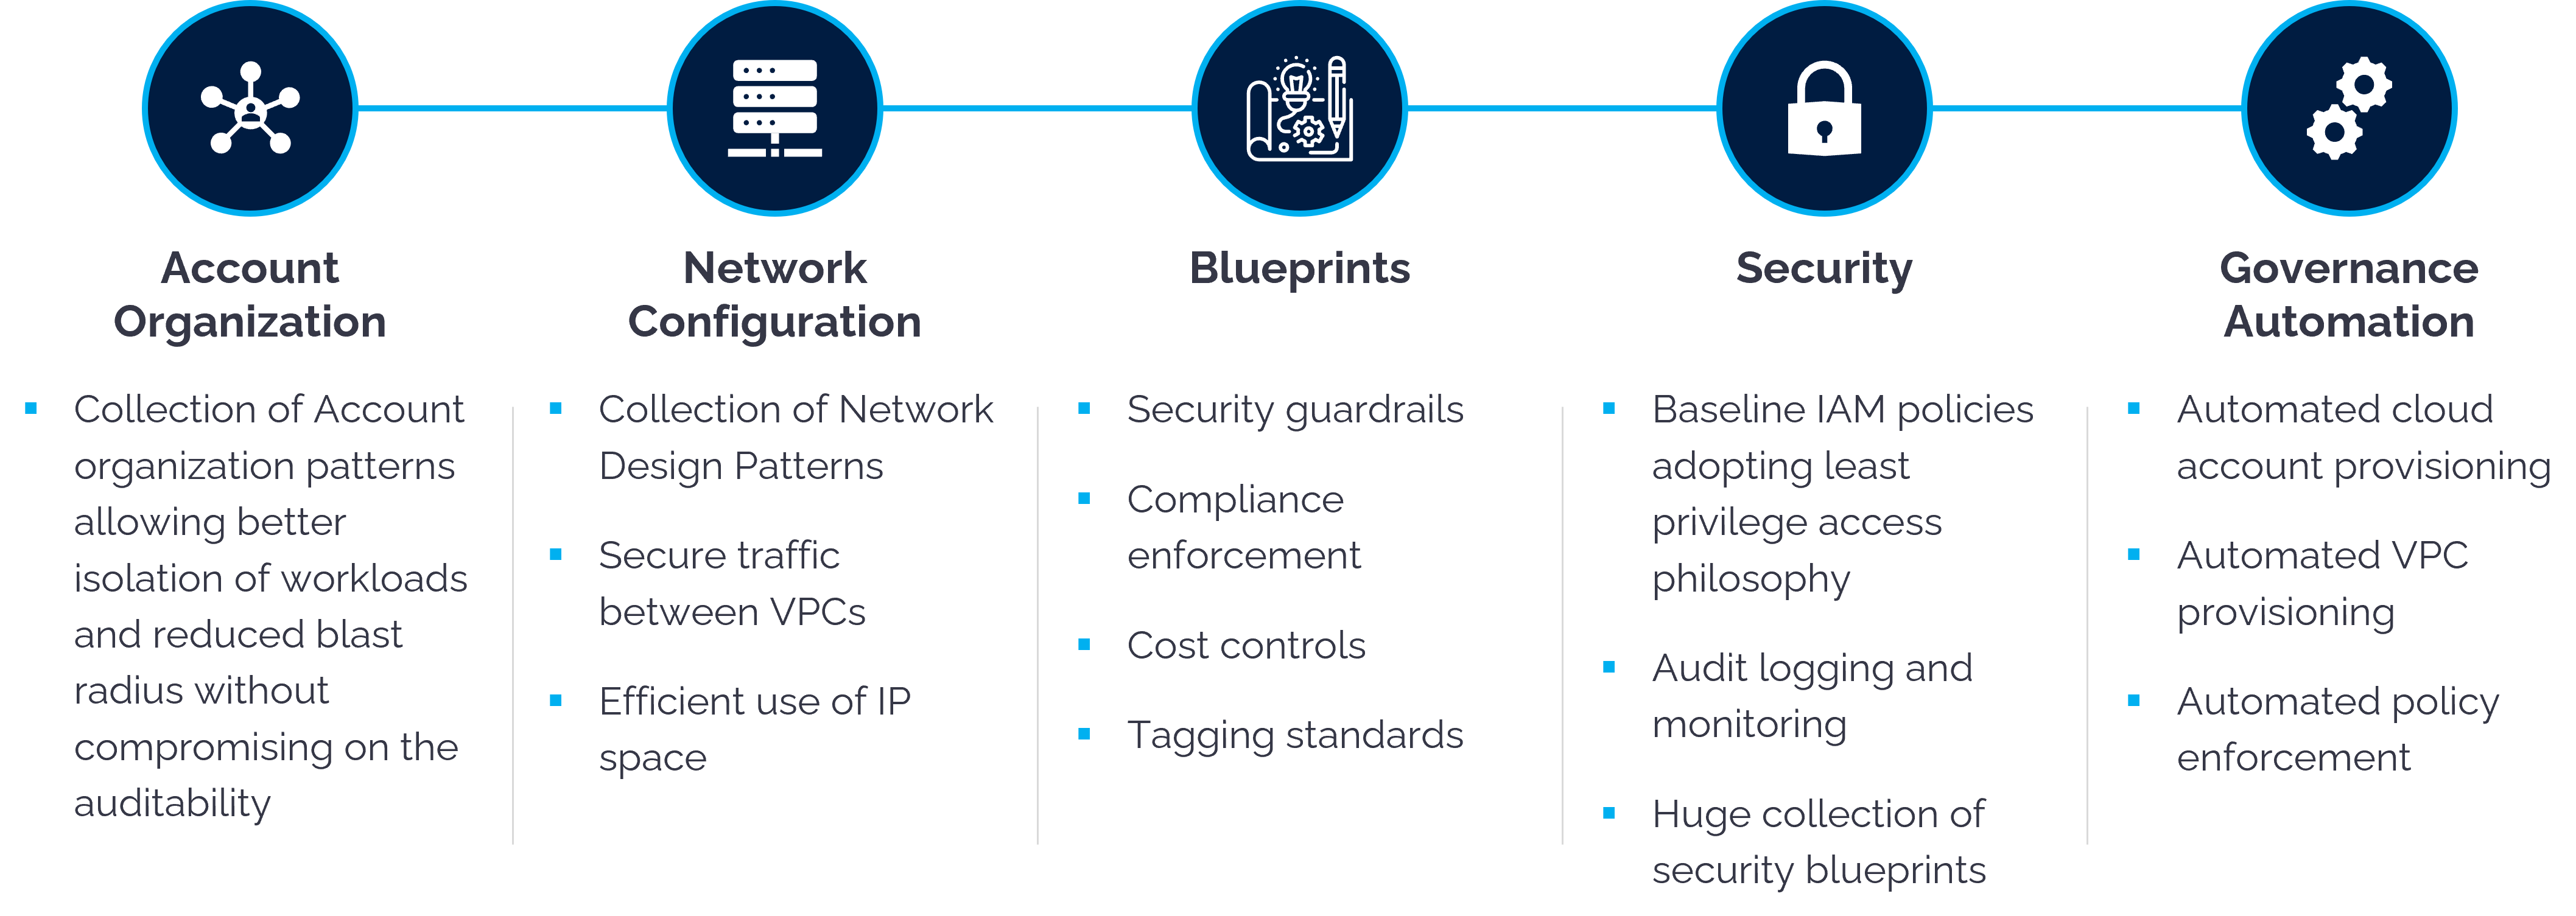 Account
Organization
Collection of Account
organization patterns
allowing better
isolation of workloads
and reduced blast
radius without
compromising on the
auditability
Network
Configuration
Collection of Network
Design Patterns
Secure traffic
between VPCs
Efficient use of IP
space
Blueprints
Security guardrails
Compliance
enforcement
Cost controls
Tagging standards
Security
Baseline IAM policies
adopting least
privilege access
philosophy
Audit logging and
monitoring
Huge collection of
security blueprints
Governance
Automation
Automated cloud
account provisioning
Automated VPC
provisioning
Automated policy
enforcement